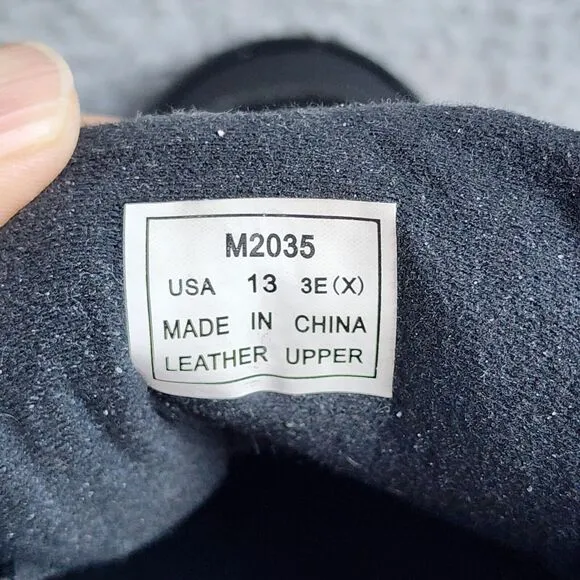 M2035
USA 13 3E(X)
MADE IN CHINA
LEATHER UPPER